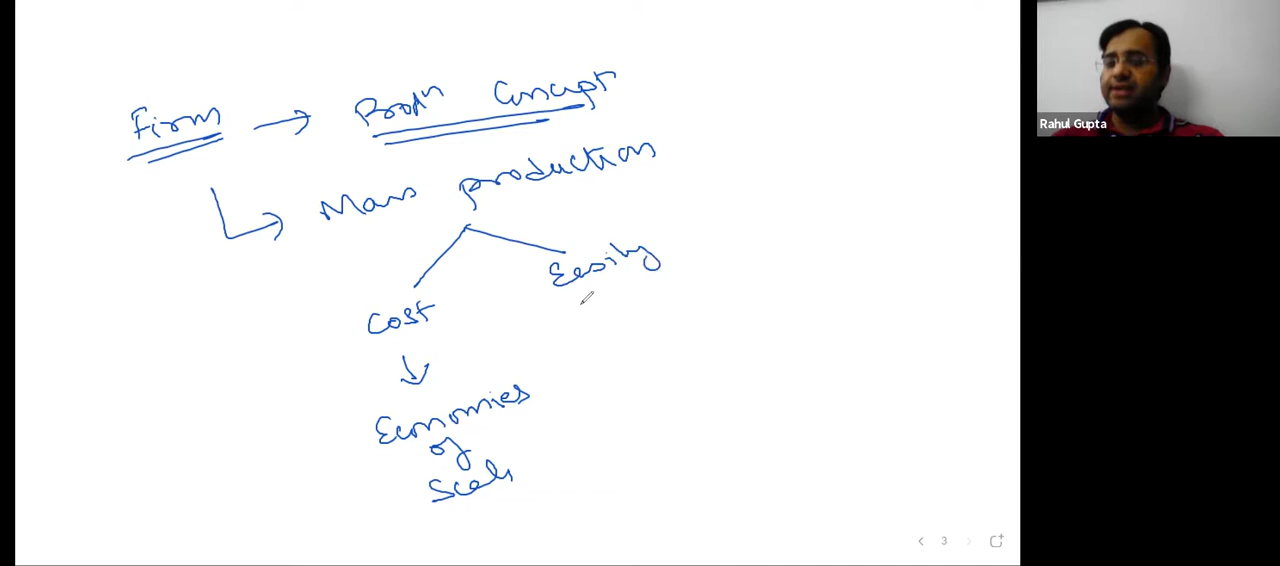 Firm → Prodn Concept
Mass production
Cost
Easily
Economies
of
Scale
Rahul Gupta
3